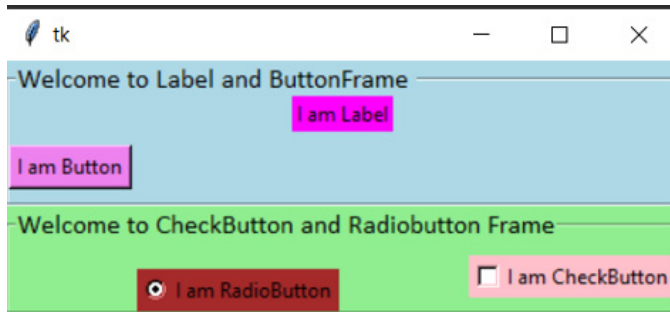 tk
Welcome to Label and ButtonFrame
I am Label
I am Button
Welcome to CheckButton and Radiobutton Frame
I am CheckButton
I am RadioButton